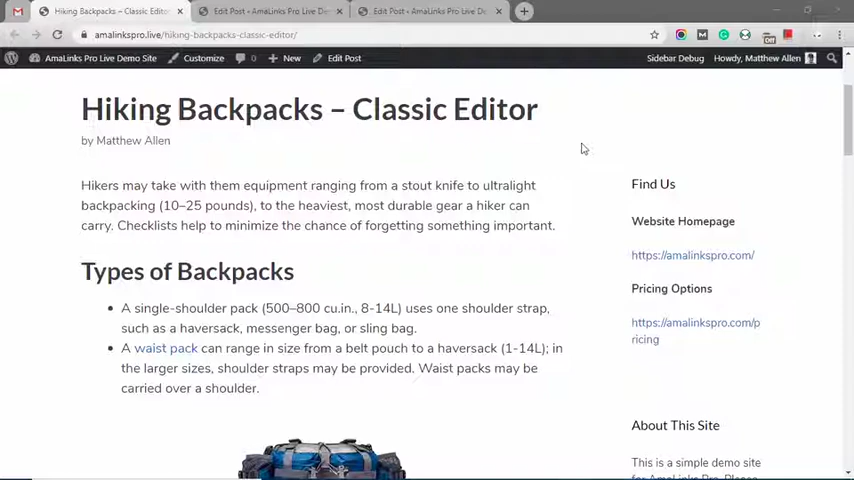 Hiking Backpacks – Classic Editor
Edit Post ‹ AmaLinks Pro Live De
Edit Post ‹ AmaLinks Pro Live De
amalinkspro.live/hiking-backpacks-classic-editor/
AmaLinks Pro Live Demo Site
Customize
0
New
Edit Post
Sidebar Debug
Howdy, Matthew Allen
Hiking Backpacks – Classic Editor
by Matthew Allen
Hikers may take with them equipment ranging from a stout knife to ultralight
backpacking (10–25 pounds), to the heaviest, most durable gear a hiker can
carry. Checklists help to minimize the chance of forgetting something important.
Types of Backpacks
A single-shoulder pack (500–800 cu.in., 8-14L) uses one shoulder strap,
such as a haversack, messenger bag, or sling bag.
A waist pack can range in size from a belt pouch to a haversack (1-14L); in
the larger sizes, shoulder straps may be provided. Waist packs may be
carried over a shoulder.
Find Us
Website Homepage
https://amalinkspro.com/
Pricing Options
https://amalinkspro.com/p
ricing
About This Site
This is a simple demo site
for AmaLinks Pro. Please